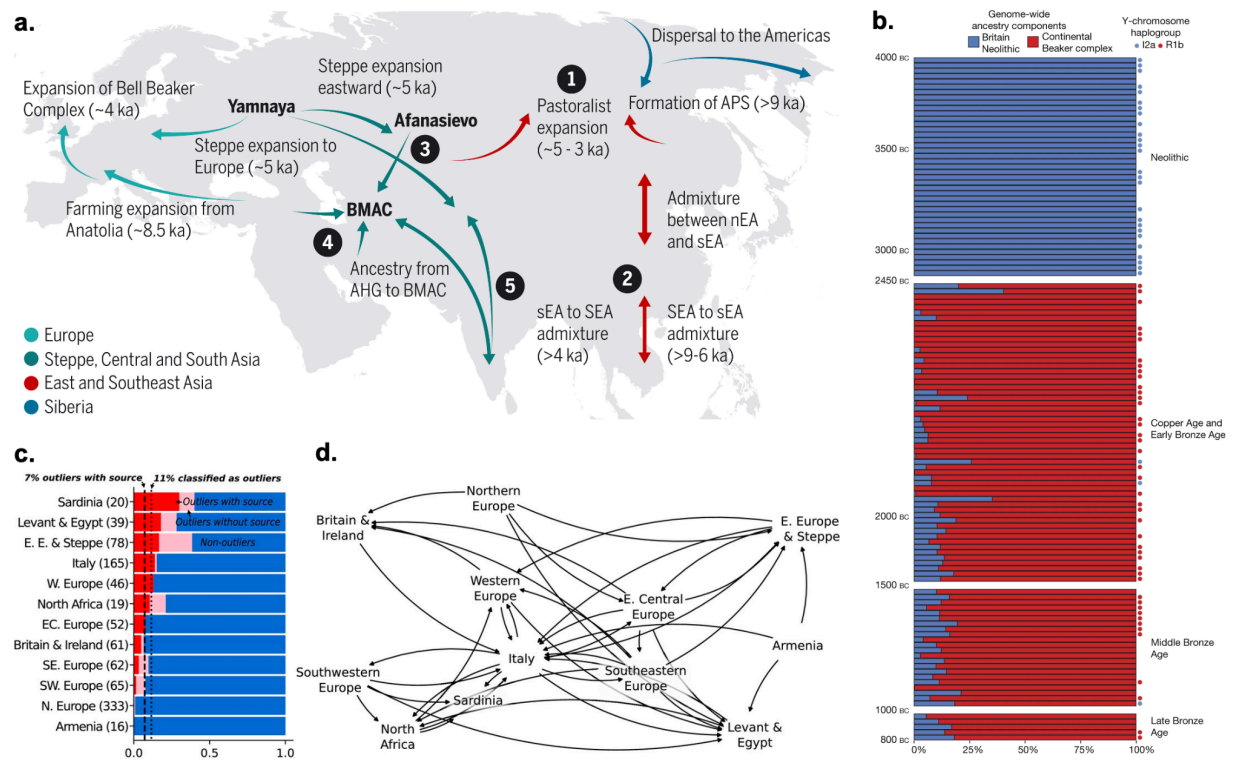 a.
Dispersal to the Americas
Steppe expansion
eastward (~5 ka)
1
Expansion of Bell Beaker
Complex (~4 ka)
Yamnaya
Pastoralist
expansion
(~5 - 3 ka)
Formation of APS (>9 ka)
Afanasievo
Steppe expansion to
Europe (~5 ka)
3
Farming expansion from
Anatolia (~8.5 ka)
BMAC
Admixture
between nEA
and sEA
4
Ancestry from
AHG to BMAC
5
2
sEA to SEA
admixture
(>4 ka)
SEA to sEA
admixture
(>9-6 ka)
Europe
Steppe, Central and South Asia
East and Southeast Asia
Siberia
b.
Genome-wide
ancestry components
Britain
Neolithic
Continental
Beaker complex
Y-chromosome
haplogroup
I2a
R1b
4000 BC
3500 BC
Neolithic
3000 BC
2450 BC
Copper Age and
Early Bronze Age
2000 BC
1500 BC
Middle Bronze
Age
1000 BC
Late Bronze
Age
800 BC
0%
25%
50%
75%
100%
c.
7% outliers with source
11% classified as outliers
Sardinia (20)
Outliers with source
Levant & Egypt (39)
Outliers without source
E. E. & Steppe (78)
Non-outliers
Italy (165)
W. Europe (46)
North Africa (19)
EC. Europe (52)
Britain & Ireland (61)
SE. Europe (62)
SW. Europe (65)
N. Europe (333)
Armenia (16)
0.0
0.5
1.0
d.
Northern
Europe
Britain &
Ireland
E. Europe
& Steppe
Western
Europe
E. Central
Europe
Armenia
Italy
Southwestern
Europe
Southeastern
Europe
Sardinia
North
Africa
Levant &
Egypt